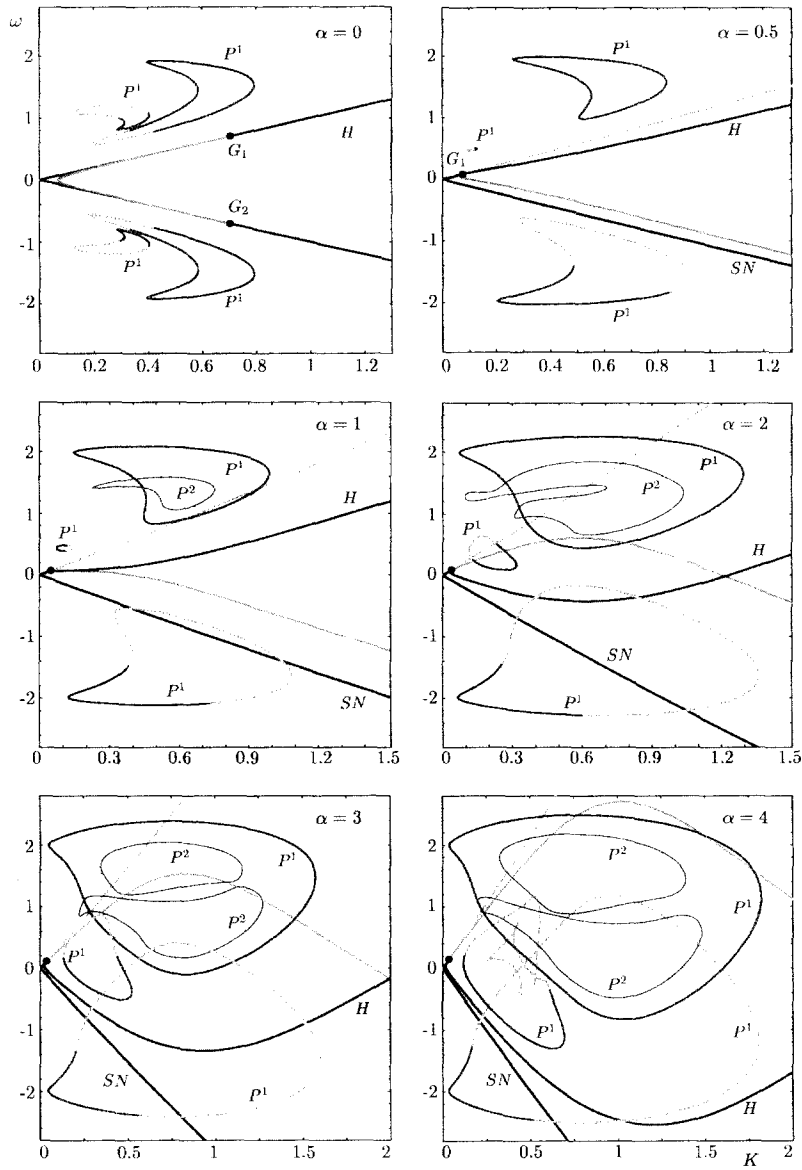 ω
α = 0
2
1
0
-1
-2
P¹
P¹
G₁
H
G₂
P¹
P¹
0 0.2 0.4 0.6 0.8 1 1.2
α = 0.5
2
1
0
-1
-2
P¹
P¹
G₁
H
SN
P¹
0 0.2 0.4 0.6 0.8 1 1.2
α = 1
2
1
0
-1
-2
P¹
P²
P¹
H
P¹
SN
0 0.3 0.6 0.9 1.2 1.5
α = 2
2
1
0
-1
-2
P¹
P²
P¹
H
SN
P¹
0 0.3 0.6 0.9 1.2 1.5
α = 3
2
1
0
-1
-2
P²
P¹
P²
P¹
H
SN
P¹
0 0.5 1 1.5 2
α = 4
2
1
0
-1
-2
P²
P¹
P²
P¹
P¹
SN
H
0 0.5 1 1.5 2
K